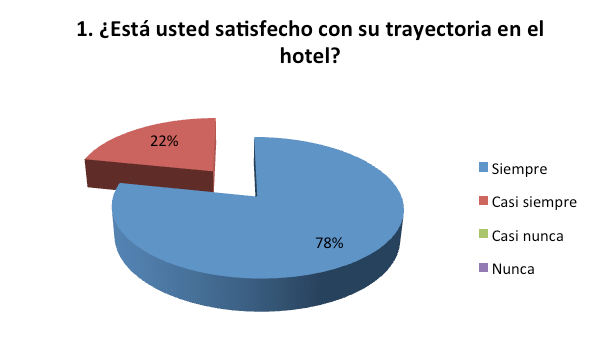 1. ¿Está usted satisfecho con su trayectoria en el
hotel?
22%
78%
Siempre
Casi siempre
Casi nunca
Nunca